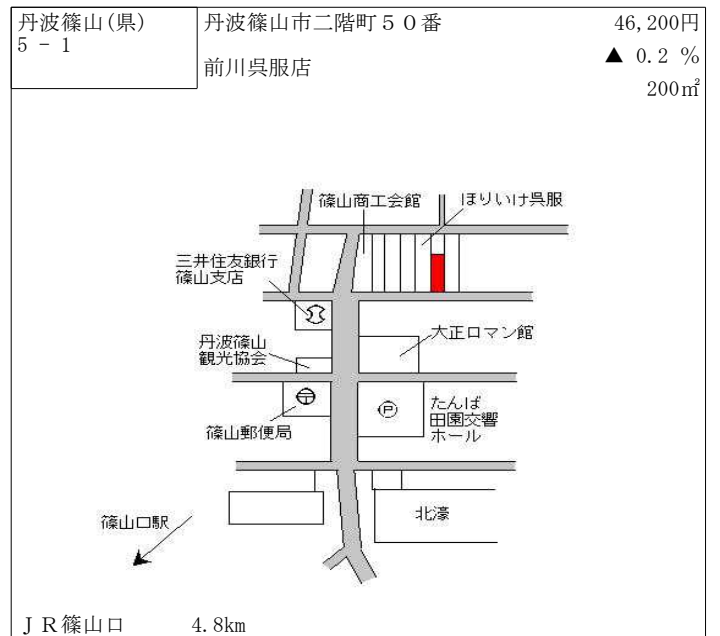 丹波篠山(県)
5 - 1
丹波篠山市二階町５０番
前川呉服店
46,200円
▲ 0.2 %
200㎡
篠山商工会館
ほりいけ呉服
三井住友銀行
篠山支店
大正ロマン館
丹波篠山
観光協会
P
たんば
田園交響
ホール
篠山郵便局
篠山口駅
北濠
ＪＲ篠山口 4.8km